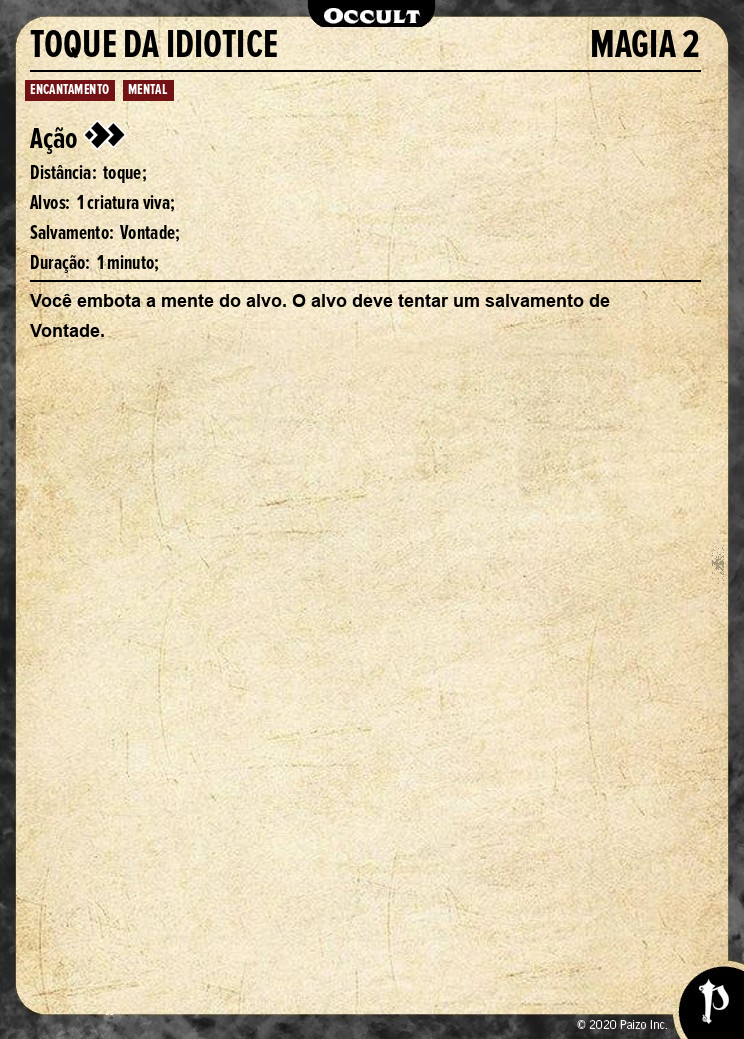 OCCULT
TOQUE DA IDIOTICE MAGIA 2
ENCANTAMENTO MENTAL
Ação
Distância: toque;
Alvos: 1 criatura viva;
Salvamento: Vontade;
Duração: 1 minuto;
Você embota a mente do alvo. O alvo deve tentar um salvamento de
Vontade.
© 2020 Paizo Inc.